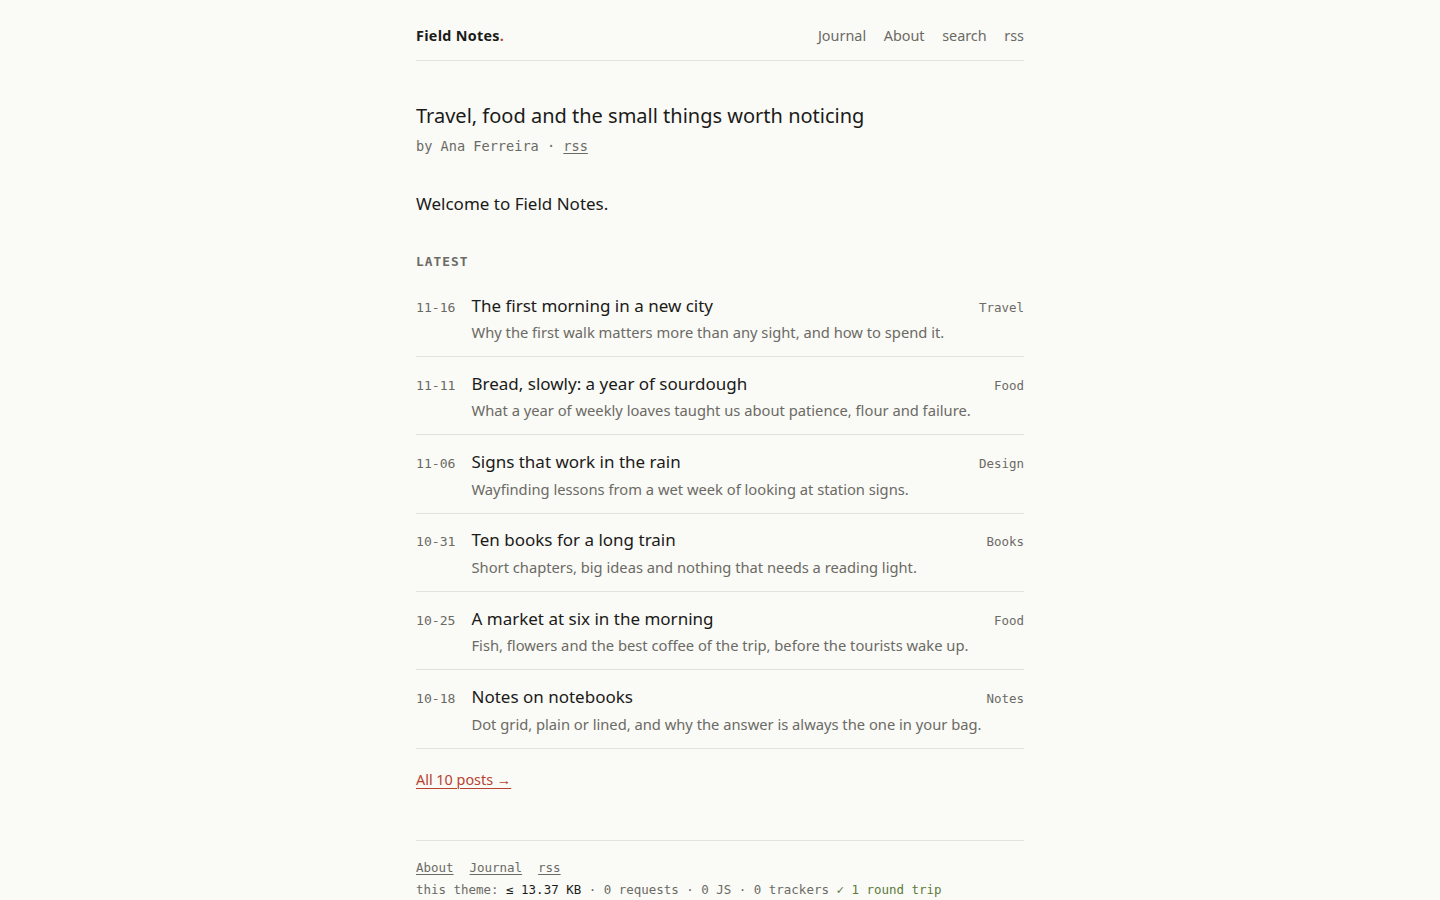 Field Notes.
Journal About search rss
Travel, food and the small things worth noticing
by Ana Ferreira · rss
Welcome to Field Notes.
LATEST
11-16 The first morning in a new city Travel
Why the first walk matters more than any sight, and how to spend it.
11-11 Bread, slowly: a year of sourdough Food
What a year of weekly loaves taught us about patience, flour and failure.
11-06 Signs that work in the rain Design
Wayfinding lessons from a wet week of looking at station signs.
10-31 Ten books for a long train Books
Short chapters, big ideas and nothing that needs a reading light.
10-25 A market at six in the morning Food
Fish, flowers and the best coffee of the trip, before the tourists wake up.
10-18 Notes on notebooks Notes
Dot grid, plain or lined, and why the answer is always the one in your bag.
All 10 posts →
About Journal rss
this theme: ≤ 13.37 KB · 0 requests · 0 JS · 0 trackers ✓ 1 round trip